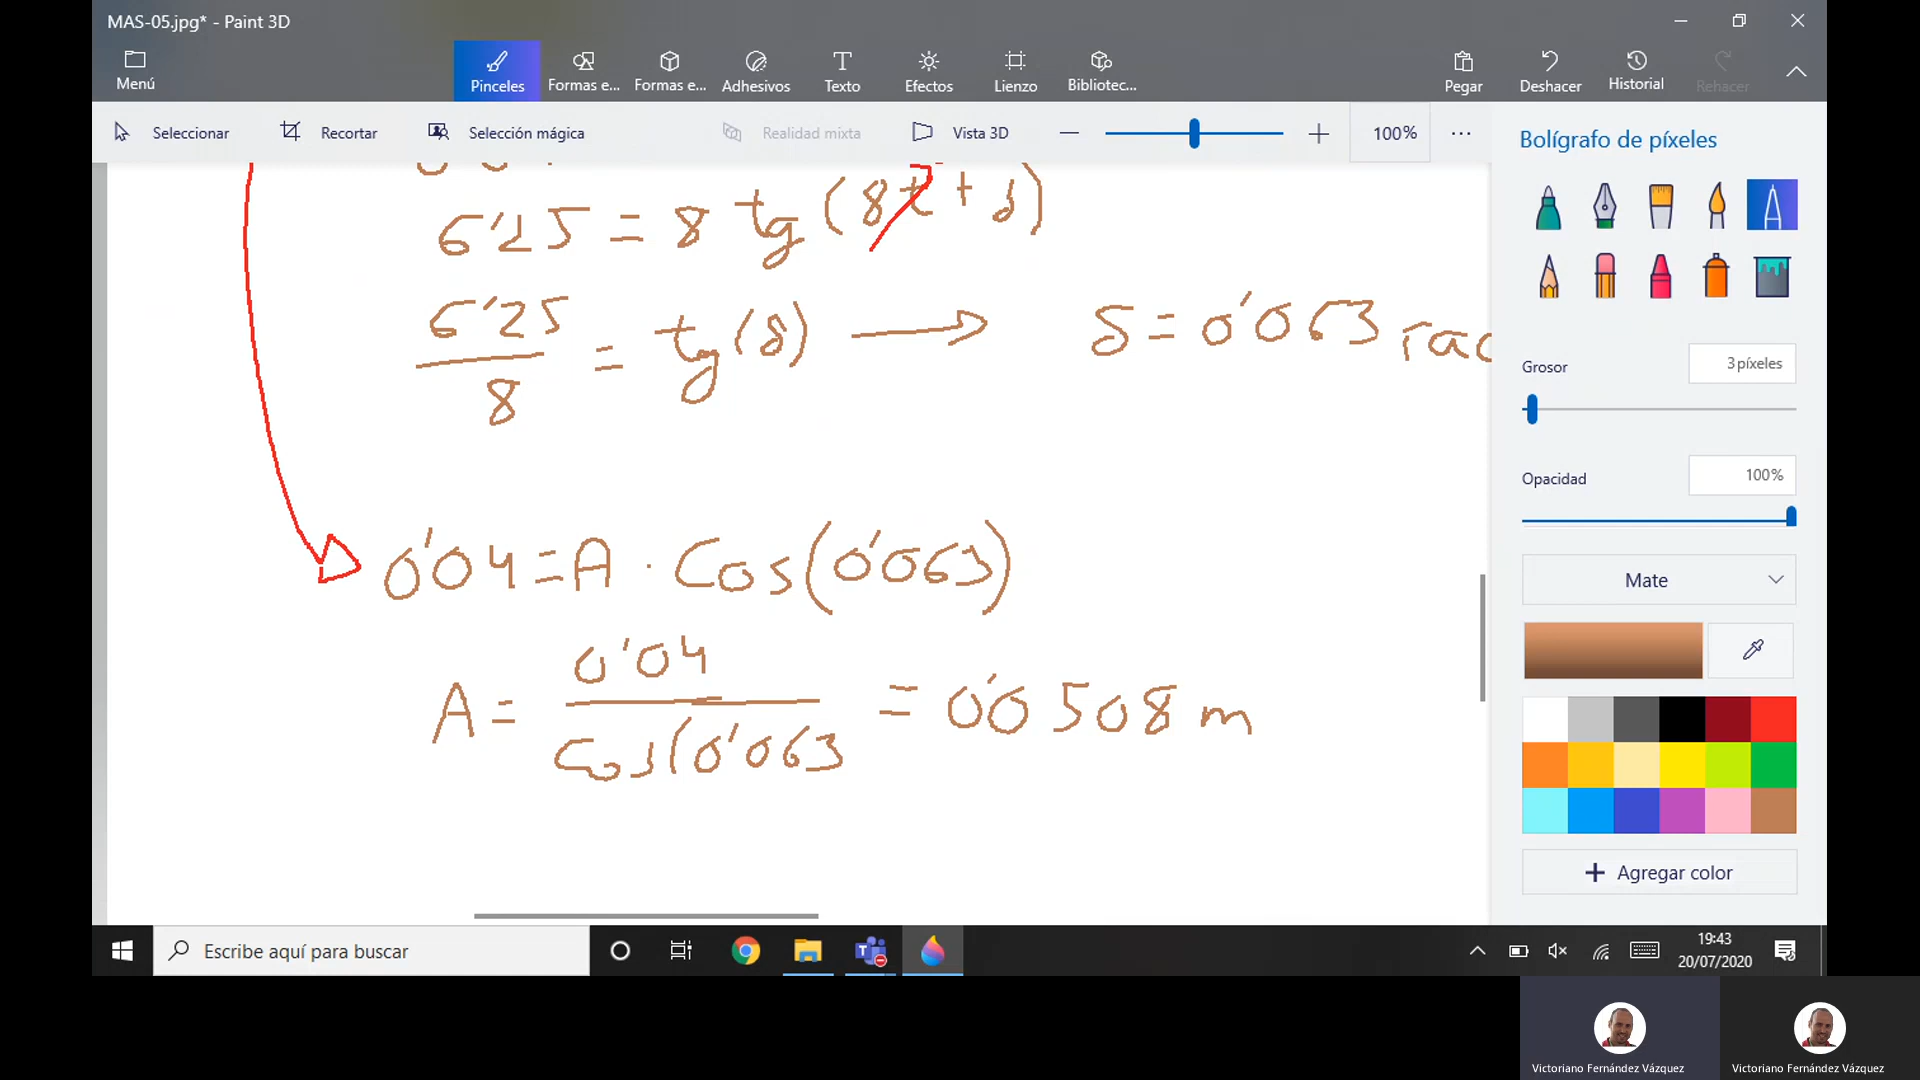 MAS-05.jpg* - Paint 3D
Menú
Pinceles
Formas e...
Formas e...
Adhesivos
Texto
Efectos
Lienzo
Bibliotec...
Pegar
Deshacer
Historial
Rehacer
Seleccionar
Recortar
Selección mágica
Realidad mixta
Vista 3D
100%
Bolígrafo de píxeles
Grosor
3 píxeles
Opacidad
100%
Mate
Agregar color
6'25 = 8 tg (8t + δ)
6'25
8
= tg (δ) → δ = 0'063 rad
0'04 = A · Cos(0'063)
A =
0'04
Cos(0'063
= 0'0508 m
Escribe aquí para buscar
19:43
20/07/2020
Victoriano Fernández Vázquez
Victoriano Fernández Vázquez